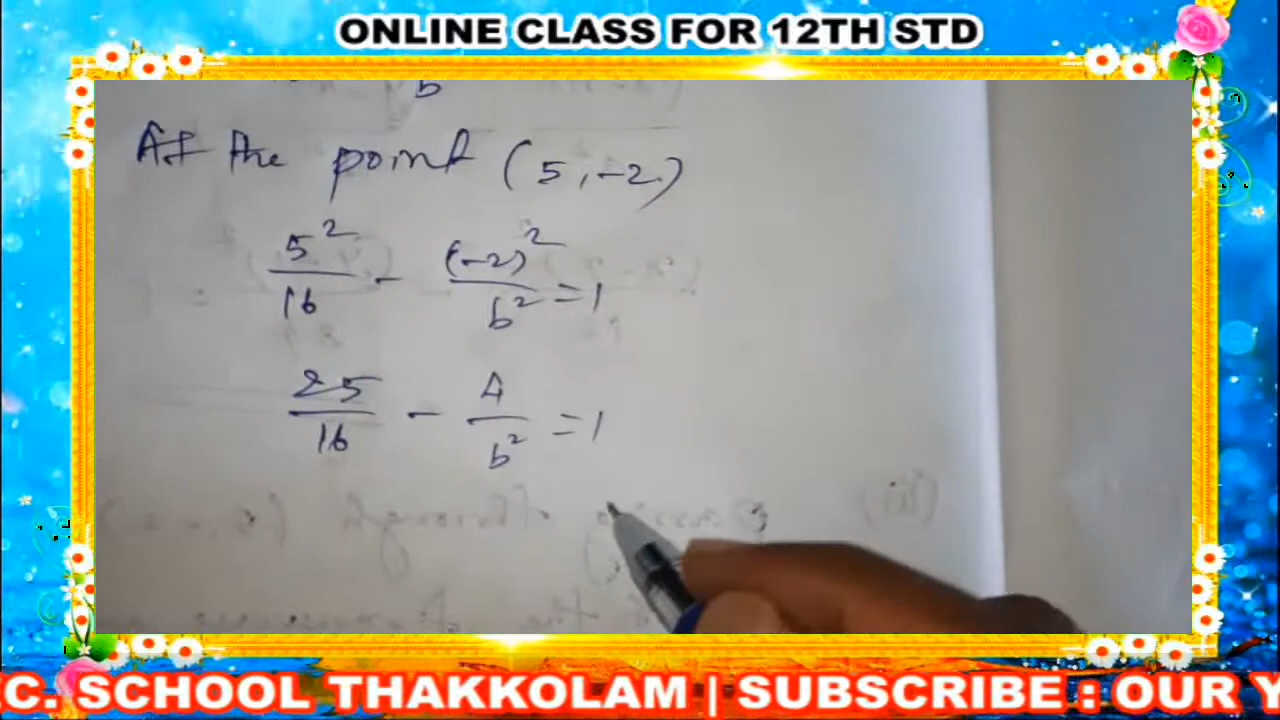 ONLINE CLASS FOR 12TH STD
b
At the point (5, -2)
5²/16 - (-2)²/b² = 1
25/16 - 4/b² = 1
C. SCHOOL THAKKOLAM | SUBSCRIBE : OUR Y